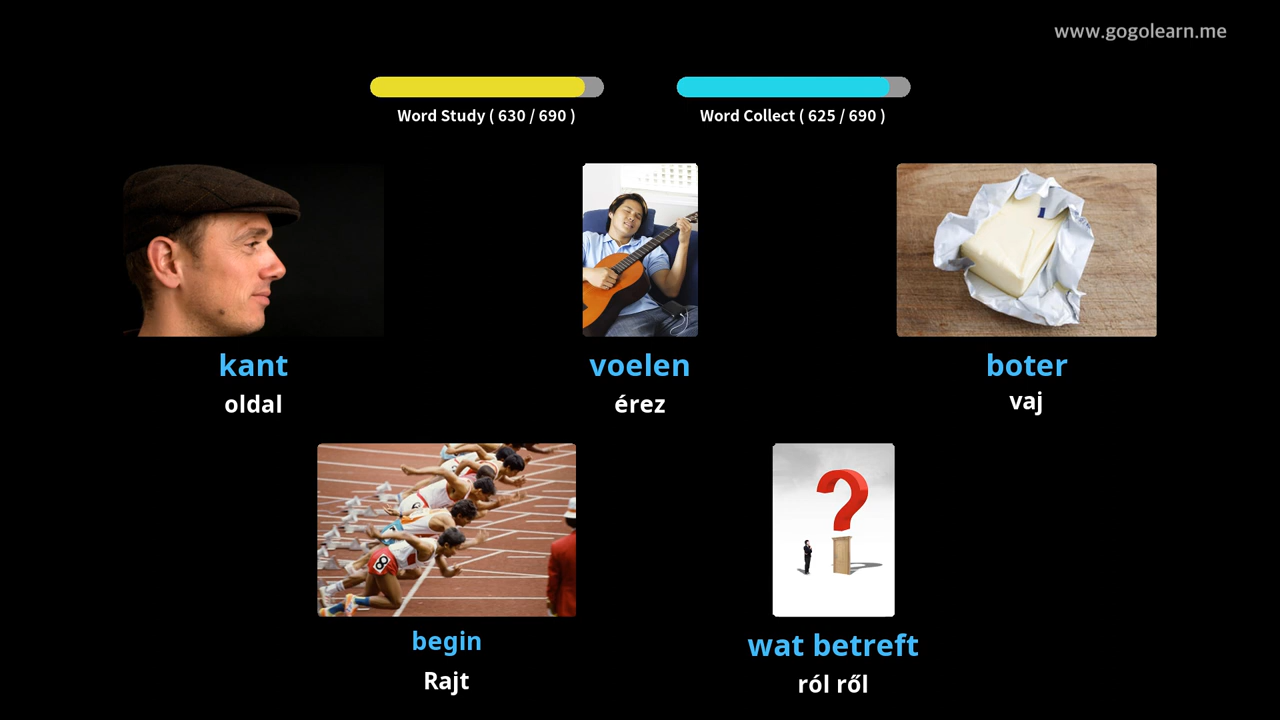 www.gogolearn.me
Word Study ( 630 / 690 )
Word Collect ( 625 / 690 )
kant
oldal
voelen
érez
boter
vaj
8
begin
Rajt
wat betreft
ról ről